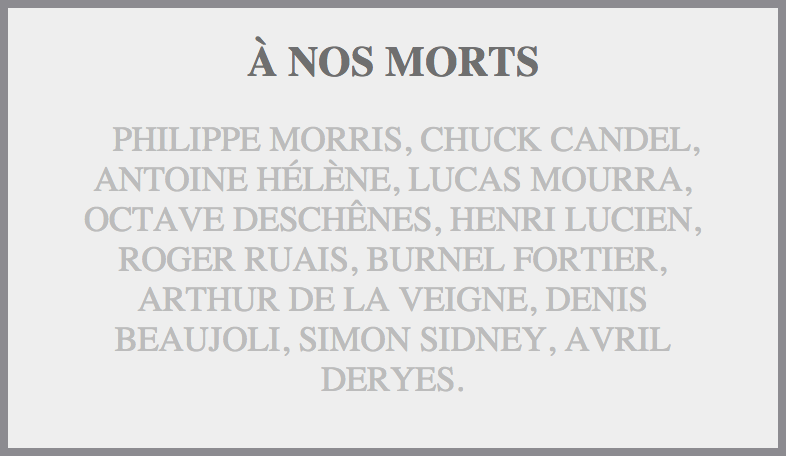 À NOS MORTS
PHILIPPE MORRIS, CHUCK CANDEL,
ANTOINE HÉLÈNE, LUCAS MOURRA,
OCTAVE DESCHÊNES, HENRI LUCIEN,
ROGER RUAIS, BURNEL FORTIER,
ARTHUR DE LA VEIGNE, DENIS
BEAUJOLI, SIMON SIDNEY, AVRIL
DERYES.